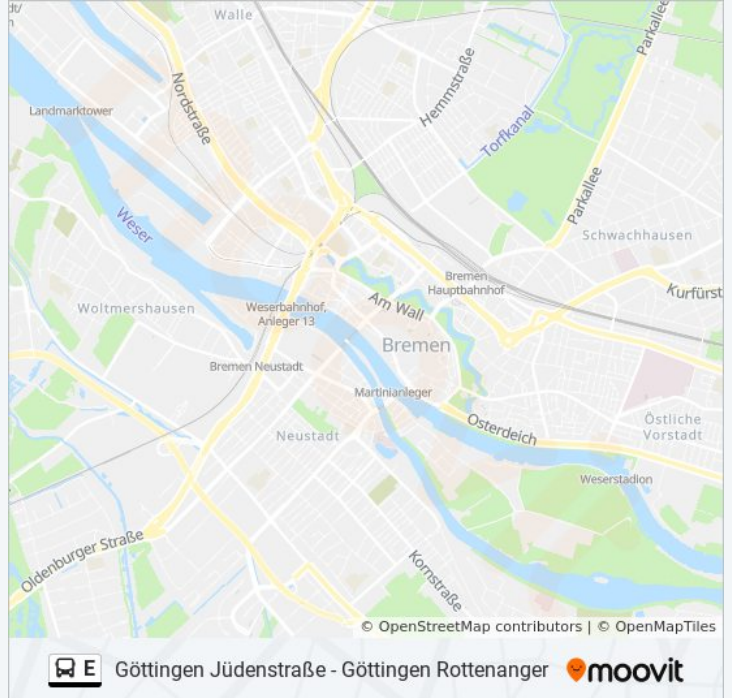 dt/
Walle
Parkallee
Hemmstraße
Nordstraße
Landmarktower
Torfkanal
Parkallee
Weser
Schwachhausen
Bremen
Hauptbahnhof
Kurfürst
Am Wall
Woltmershausen
Weserbahnhof,
Anleger 13
Bremen
Bremen Neustadt
Martinianleger
Östliche
Vorstadt
Osterdeich
Neustadt
Weserstadion
Oldenburger Straße
Kornstraße
© OpenStreetMap contributors | © OpenMapTiles
E Göttingen Jüdenstraße - Göttingen Rottenanger moovit